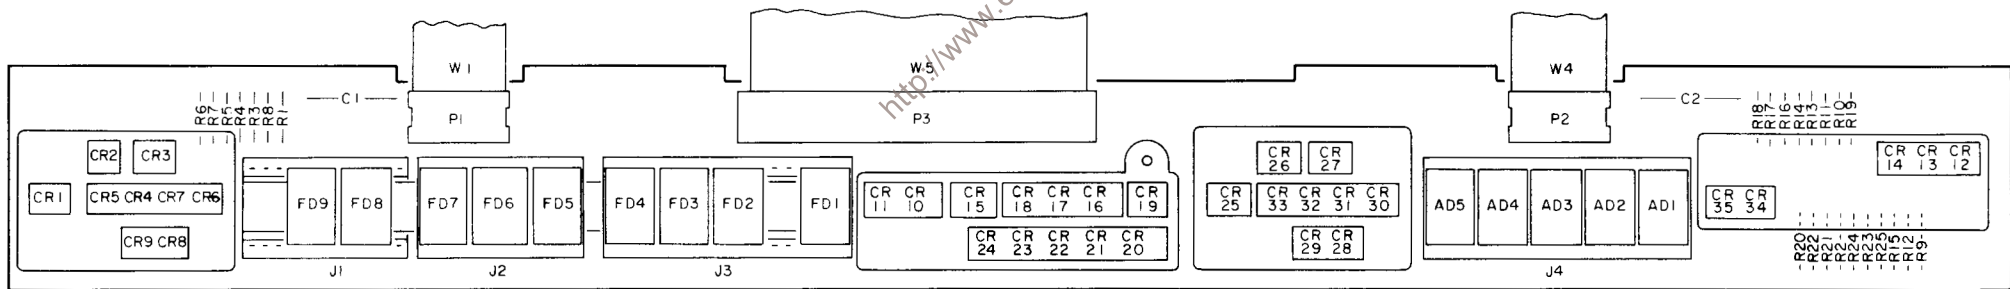 W1
W5
W4
http://www.c
R6
R7
R5
R4
R3
R8
R1
C1
P1
P3
P2
C2
R18
R17
R16
R14
R13
R11
R10
R19
CR2 CR3
CR1
CR5 CR4 CR7 CR6
CR9 CR8
FD9 FD8
J1
FD7 FD6 FD5
J2
FD4 FD3 FD2 FD1
J3
CR 11 CR 10
CR 15
CR 18 CR 17 CR 16
CR 19
CR 24 CR 23 CR 22 CR 21 CR 20
CR 26 CR 27
CR 25
CR 33 CR 32 CR 31 CR 30
CR 29 CR 28
AD5 AD4 AD3 AD2 AD1
J4
CR 14 CR 13 CR 12
CR 35 CR 34
R20
R22
R21
R2
R24
R23
R25
R15
R12
R9